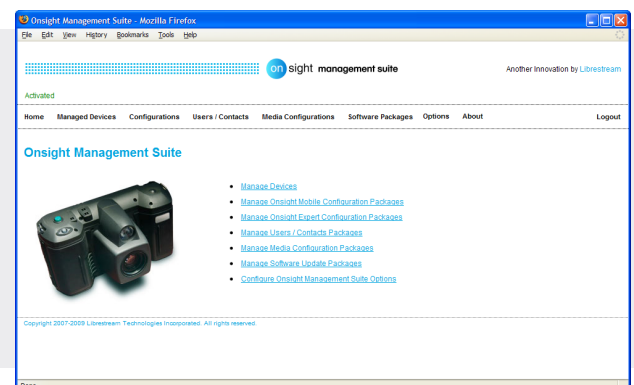 Onsight Management Suite - Mozilla Firefox
File Edit View History Bookmarks Tools Help
on sight management suite
Another Innovation by Librestream
Activated
Home Managed Devices Configurations Users / Contacts Media Configurations Software Packages Options About Logout
Onsight Management Suite
Manage Devices
Manage Onsight Mobile Configuration Packages
Manage Onsight Expert Configuration Packages
Manage Users / Contacts Packages
Manage Media Configuration Packages
Manage Software Update Packages
Configure Onsight Management Suite Options
Copyright 2007-2009 Librestream Technologies Incorporated. All rights reserved.
Done